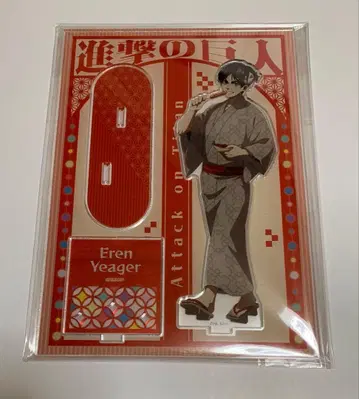 進撃の巨人
Attack on Titan
Eren
Yeager